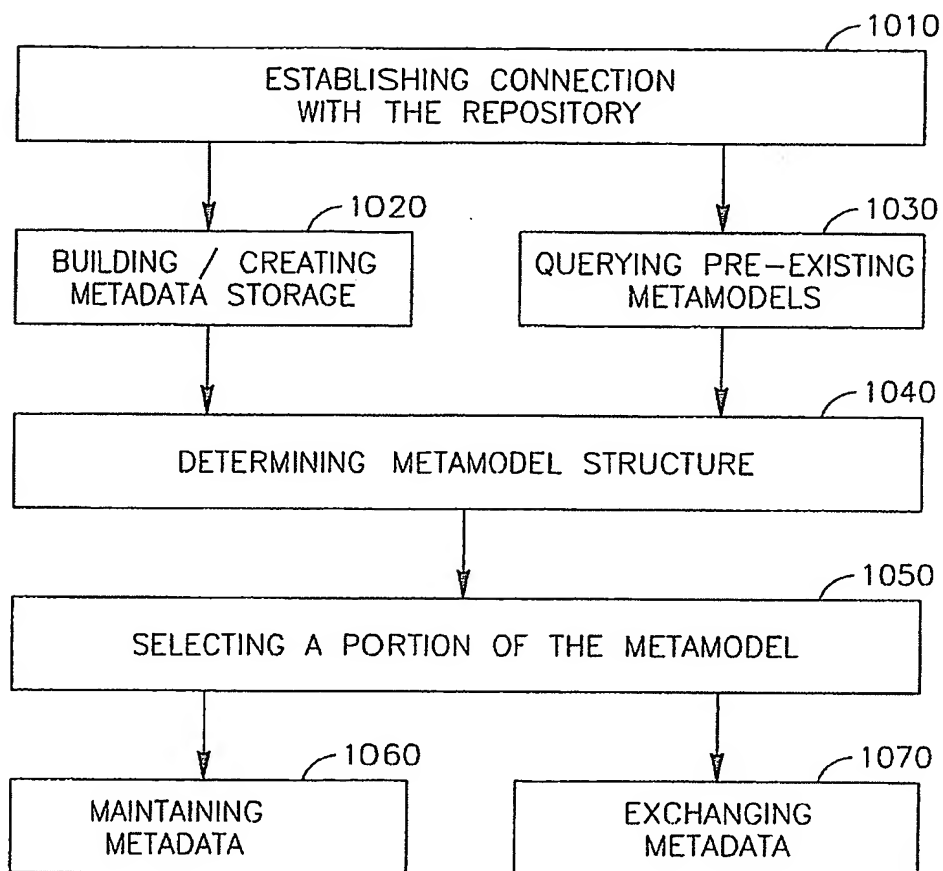 1010
ESTABLISHING CONNECTION
WITH THE REPOSITORY
1020
1030
BUILDING / CREATING
METADATA STORAGE
QUERYING PRE-EXISTING
METAMODELS
1040
DETERMINING METAMODEL STRUCTURE
1050
SELECTING A PORTION OF THE METAMODEL
1060
1070
MAINTAINING
METADATA
EXCHANGING
METADATA